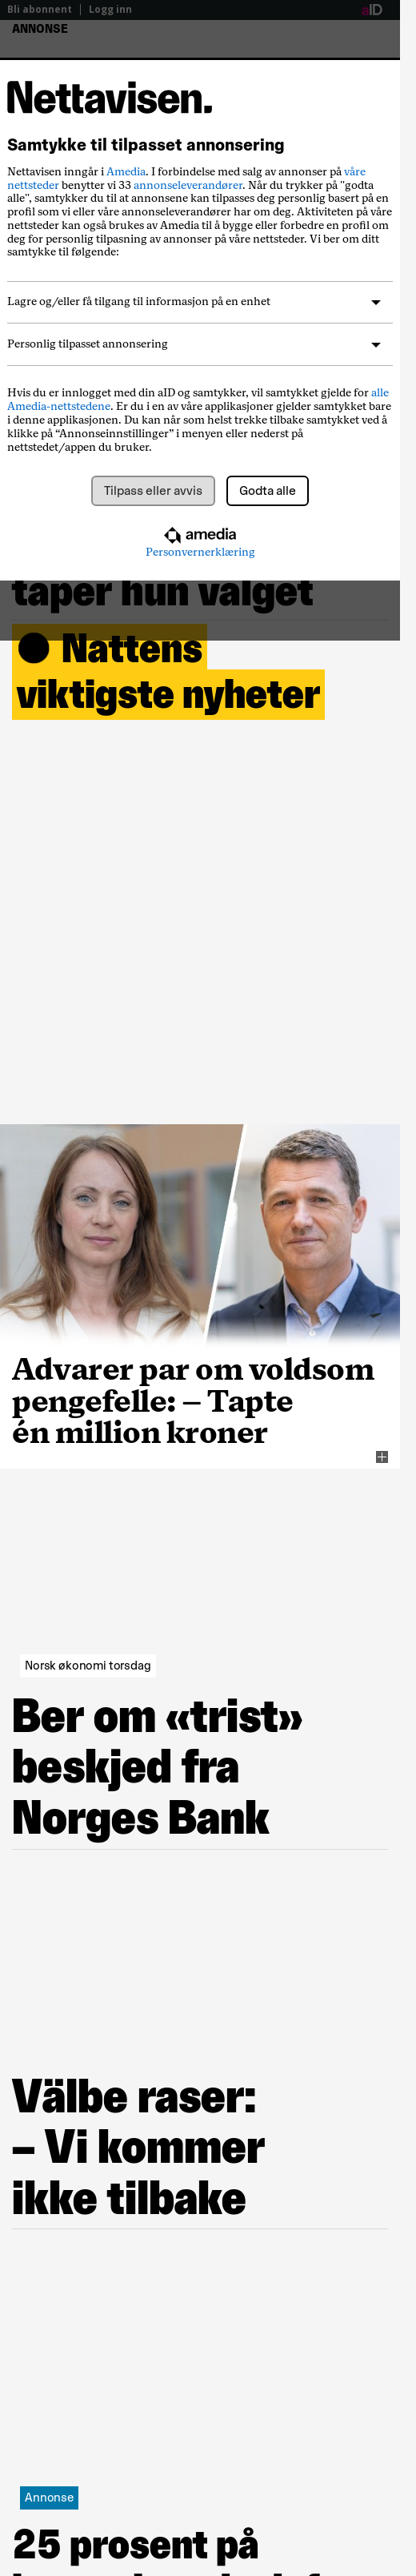 Bli abonnent | Logg inn aID
ANNONSE
Nettavisen.
Samtykke til tilpasset annonsering
Nettavisen inngår i Amedia. I forbindelse med salg av annonser på våre
nettsteder benytter vi 33 annonseleverandører. Når du trykker på "godta
alle", samtykker du til at annonsene kan tilpasses deg personlig basert på en
profil som vi eller våre annonseleverandører har om deg. Aktiviteten på våre
nettsteder kan også brukes av Amedia til å bygge eller forbedre en profil om
deg for personlig tilpasning av annonser på våre nettsteder. Vi ber om ditt
samtykke til følgende:
Lagre og/eller få tilgang til informasjon på en enhet
Personlig tilpasset annonsering
Hvis du er innlogget med din aID og samtykker, vil samtykket gjelde for alle
Amedia-nettstedene. Er du i en av våre applikasjoner gjelder samtykket bare
i denne applikasjonen. Du kan når som helst trekke tilbake samtykket ved å
klikke på “Annonseinnstillinger” i menyen eller nederst på
nettstedet/appen du bruker.
Tilpass eller avvis Godta alle
amedia
Personvernerklæring
taper hun valget
Nattens
viktigste nyheter
Advarer par om voldsom
pengefelle: – Tapte
én million kroner
Norsk økonomi torsdag
Ber om «trist»
beskjed fra
Norges Bank
Välbe raser:
– Vi kommer
ikke tilbake
Annonse
25 prosent på